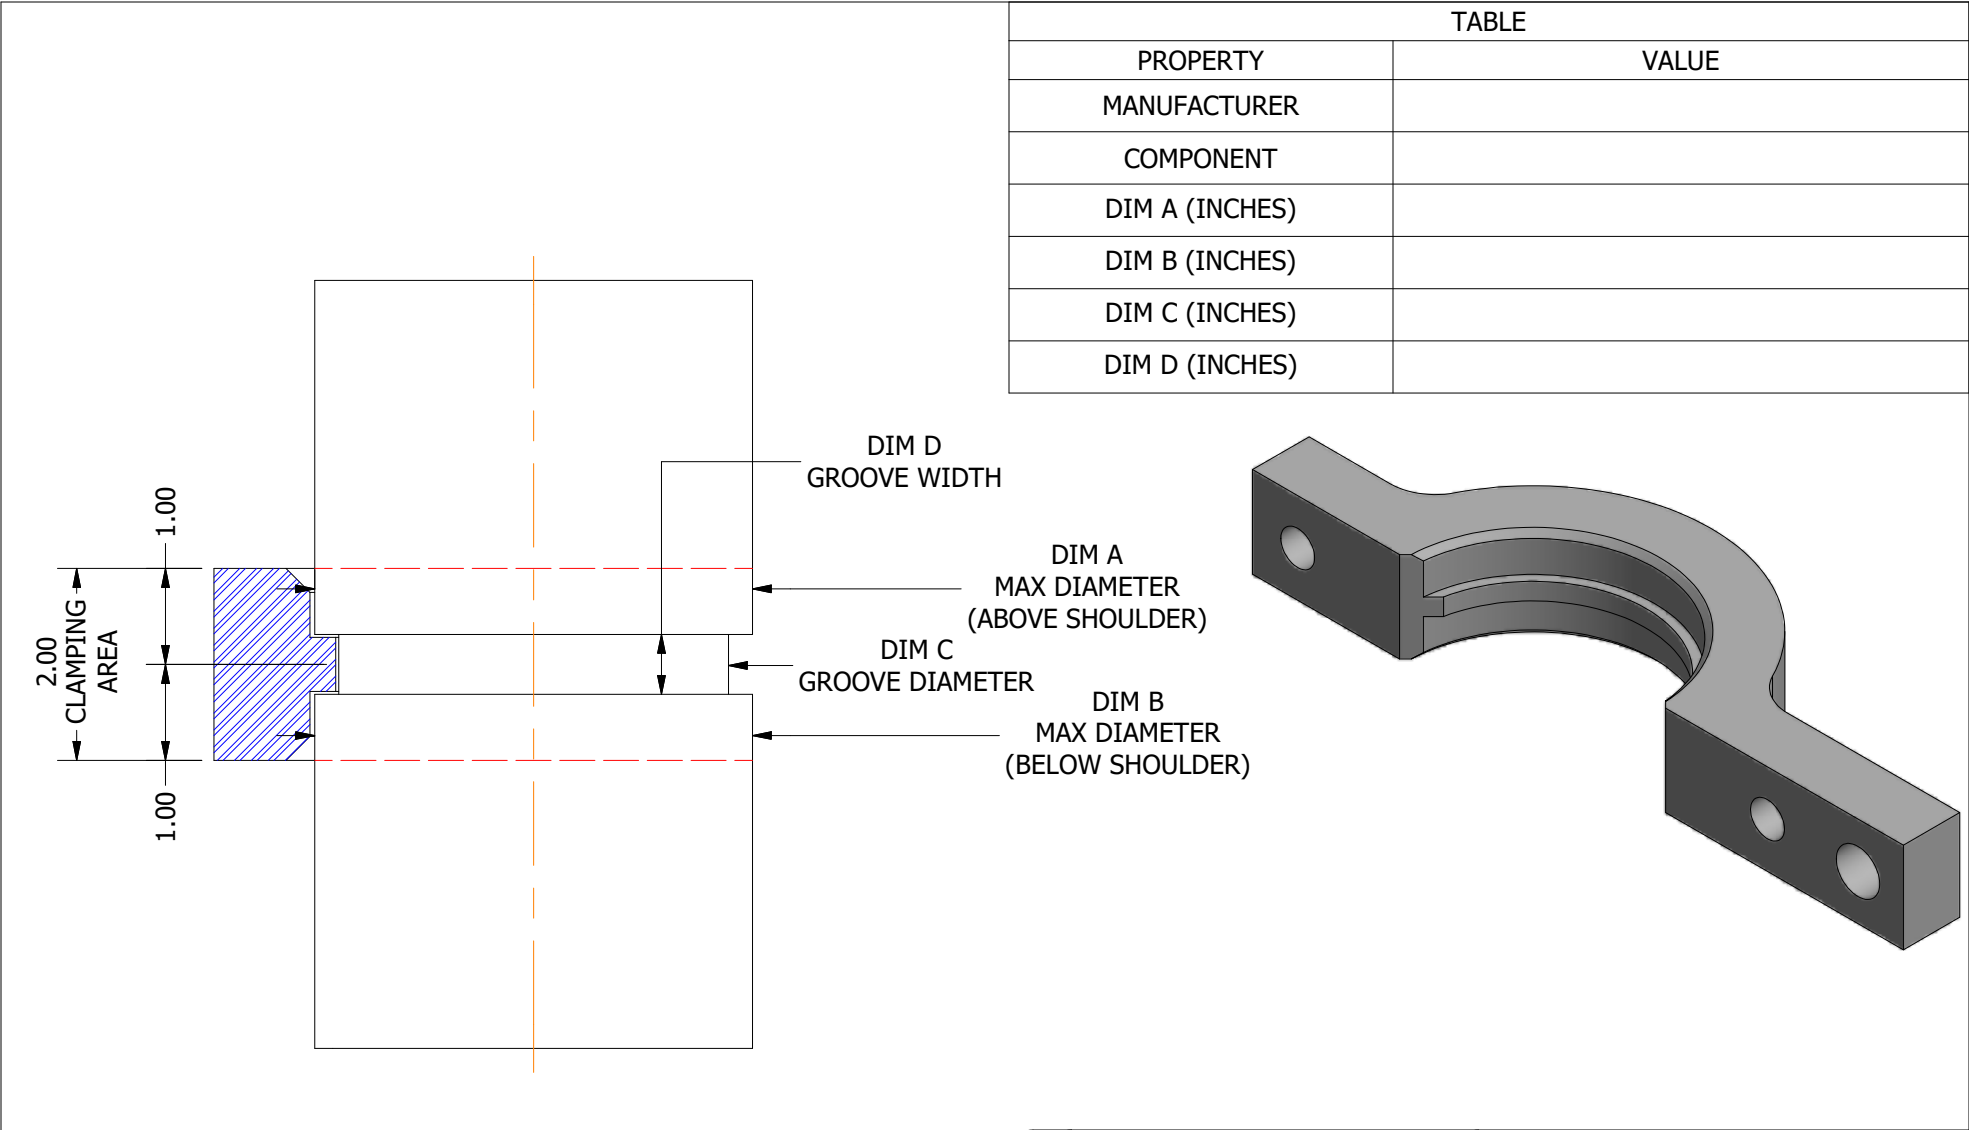 TABLE
PROPERTY VALUE
MANUFACTURER
COMPONENT
DIM A (INCHES)
DIM B (INCHES)
DIM C (INCHES)
DIM D (INCHES)
DIM D
GROOVE WIDTH
DIM A
MAX DIAMETER
(ABOVE SHOULDER)
DIM C
GROOVE DIAMETER
DIM B
MAX DIAMETER
(BELOW SHOULDER)
1.00
2.00
CLAMPING
AREA
1.00